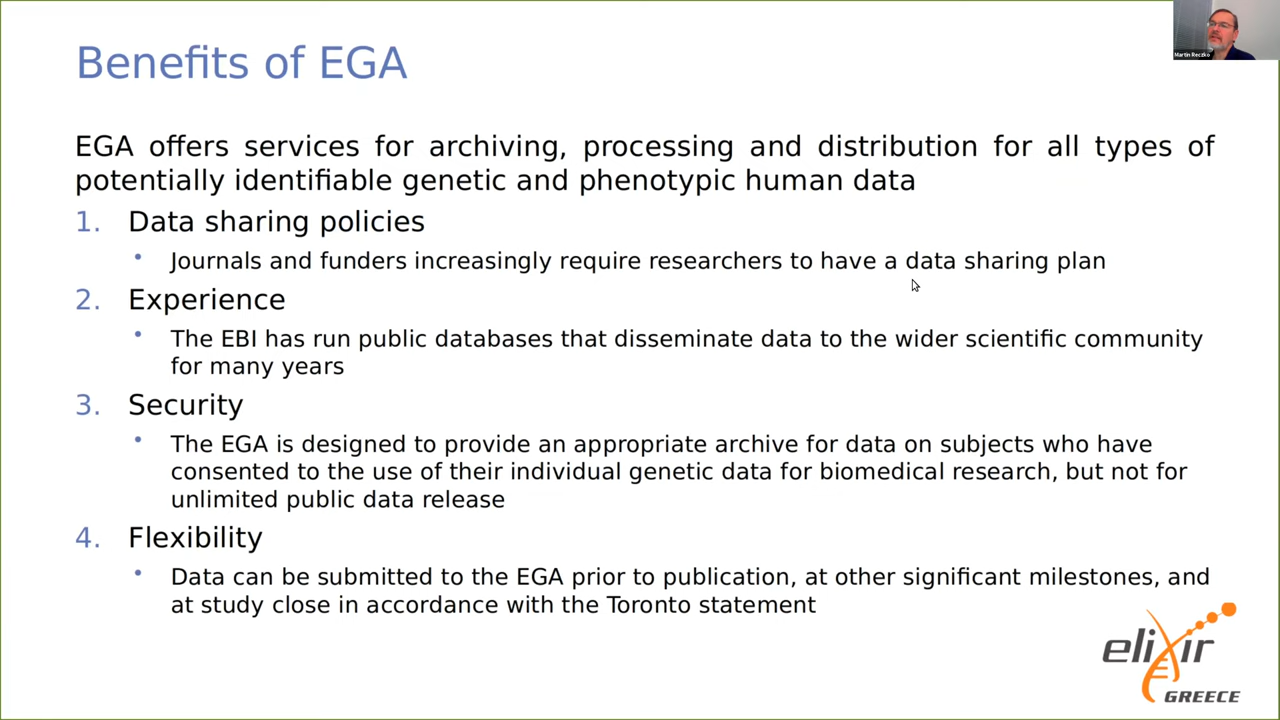 Benefits of EGA
Martin Reczko
EGA offers services for archiving, processing and distribution for all types of
potentially identifiable genetic and phenotypic human data
1. Data sharing policies
• Journals and funders increasingly require researchers to have a data sharing plan
2. Experience
• The EBI has run public databases that disseminate data to the wider scientific community
for many years
3. Security
• The EGA is designed to provide an appropriate archive for data on subjects who have
consented to the use of their individual genetic data for biomedical research, but not for
unlimited public data release
4. Flexibility
• Data can be submitted to the EGA prior to publication, at other significant milestones, and
at study close in accordance with the Toronto statement
elixir
GREECE